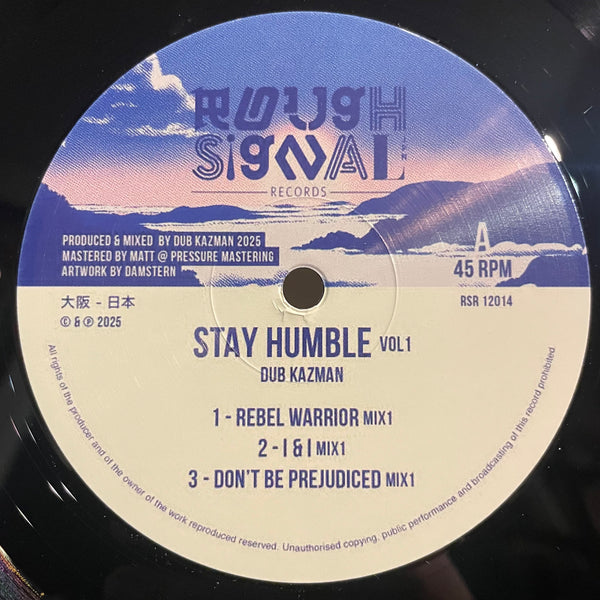 ROUGH
SIGNAL
RECORDS
PRODUCED & MIXED BY DUB KAZMAN 2025
MASTERED BY MATT @ PRESSURE MASTERING
ARTWORK BY DAMSTERN
A
45 RPM
大阪 - 日本
RSR 12014
© & ℗ 2025
STAY HUMBLE VOL1
DUB KAZMAN
1 - REBEL WARRIOR MIX1
2 - I & I MIX1
3 - DON'T BE PREJUDICED MIX1
All rights of the producer and of the owner of the work reproduced reserved. Unauthorised copying, public performance and broadcasting of this record prohibited